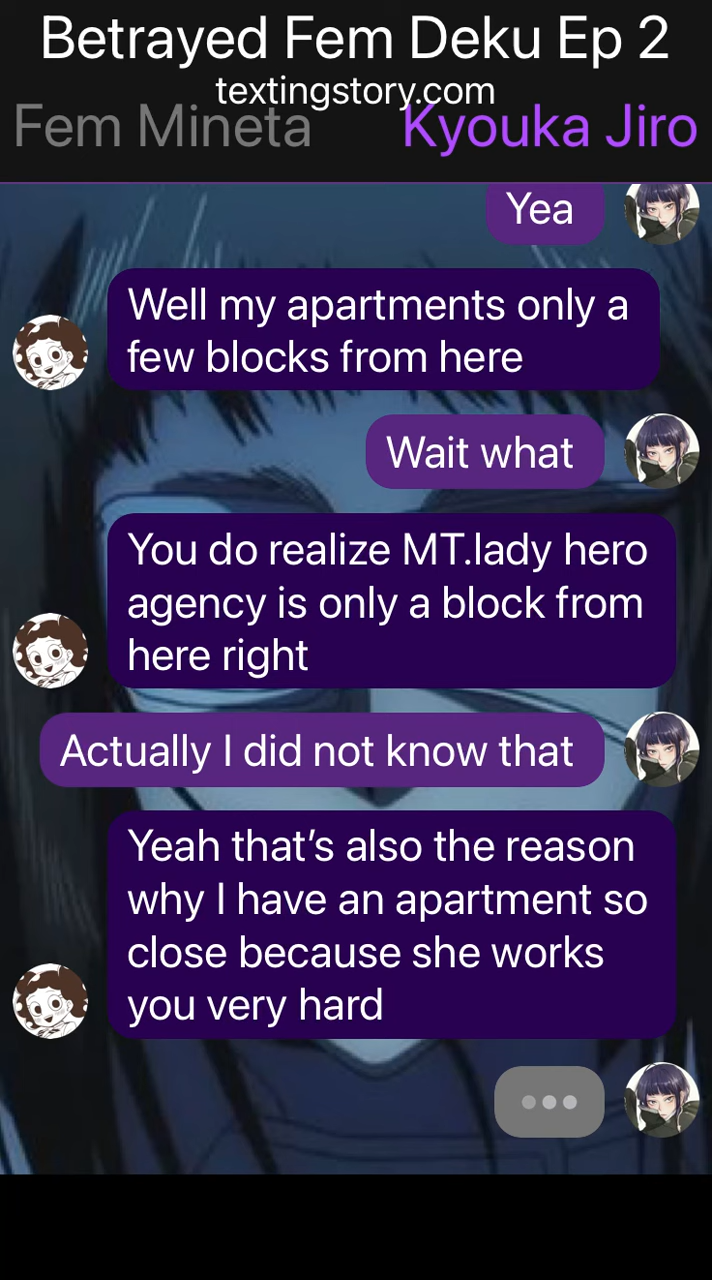 Betrayed Fem Deku Ep 2
textingstory.com
Fem Mineta
Kyouka Jiro
Yea
Well my apartments only a
few blocks from here
Wait what
You do realize MT.lady hero
agency is only a block from
here right
Actually I did not know that
Yeah that’s also the reason
why I have an apartment so
close because she works
you very hard